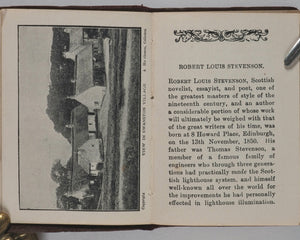 VIEW IN SWANSTON VILLAGE.
ROBERT LOUIS STEVENSON.
ROBERT LOUIS STEVENSON, Scottish
novelist, essayist, and poet, one of
the greatest masters of style of the
nineteenth century, and an author
a considerable portion of whose work
will ultimately be weighed with that
of the great writers of his time, was
born at 8 Howard Place, Edinburgh,
on the 13th November, 1850. His
father was Thomas Stevenson, a
member of a famous family of
engineers who through three generations
had practically made the Scottish
lighthouse system, and himself
well-known all over the world for
the improvements he had personally
effected in lighthouse illumination.